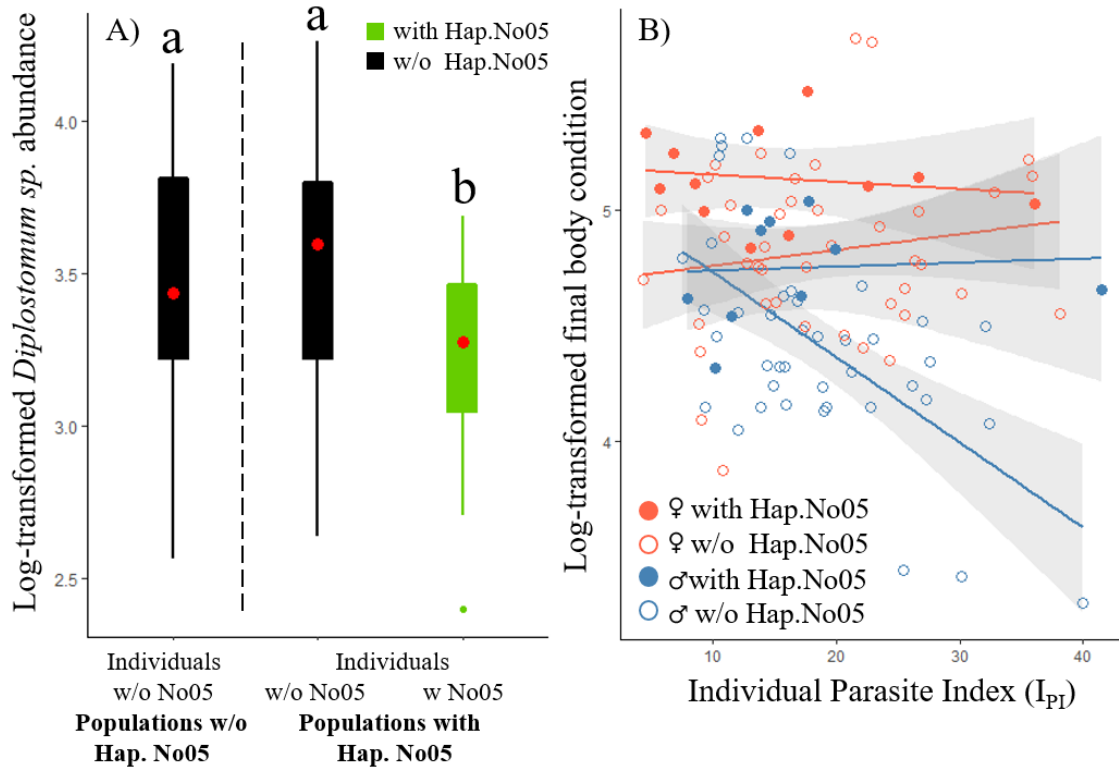 A)
a
a
b
with Hap.No05
w/o Hap.No05
Log-transformed Diplostomum sp. abundance
4.0
3.5
3.0
2.5
Individuals
w/o No05
Populations w/o
Hap. No05
Individuals
w/o No05 w No05
Populations with
Hap. No05
B)
Log-transformed final body condition
5
4
♀ with Hap.No05
♀ w/o Hap.No05
♂with Hap.No05
♂ w/o Hap.No05
10 20 30 40
Individual Parasite Index (IPI)